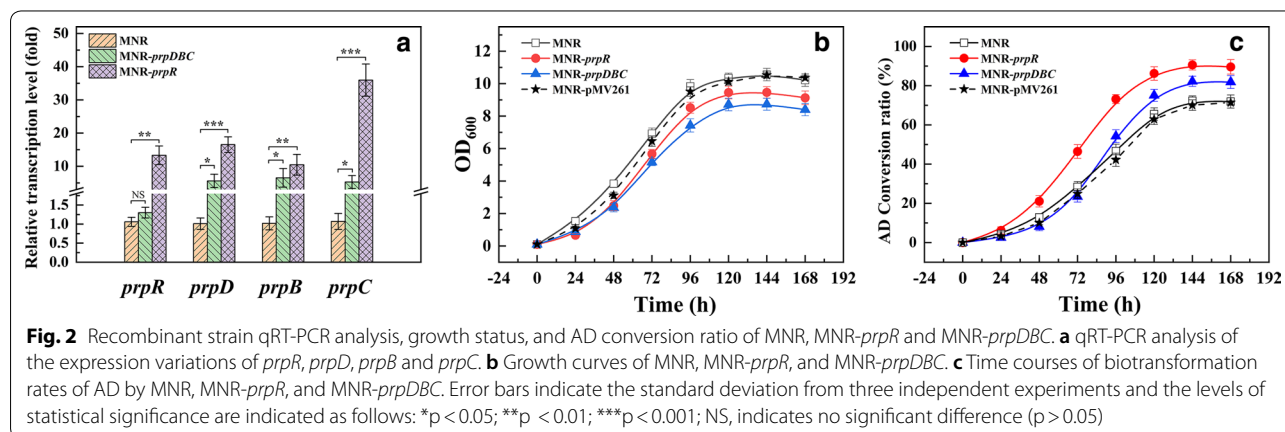 a
MNR
MNR-prpDBC
MNR-prpR
Relative transcription level (fold)
50
40
30
20
10
1.5
1.0
0.5
0.0
NS
**
*
***
*
**
*
***
prpR prpD prpB prpC
b
MNR
MNR-prpR
MNR-prpDBC
MNR-pMV261
OD600
12
10
8
6
4
2
0
-24 0 24 48 72 96 120 144 168 192
Time (h)
c
MNR
MNR-prpR
MNR-prpDBC
MNR-pMV261
AD Conversion ratio (%)
100
80
60
40
20
0
-24 0 24 48 72 96 120 144 168 192
Time (h)
Fig. 2 Recombinant strain qRT-PCR analysis, growth status, and AD conversion ratio of MNR, MNR-prpR and MNR-prpDBC. a qRT-PCR analysis of
the expression variations of prpR, prpD, prpB and prpC. b Growth curves of MNR, MNR-prpR, and MNR-prpDBC. c Time courses of biotransformation
rates of AD by MNR, MNR-prpR, and MNR-prpDBC. Error bars indicate the standard deviation from three independent experiments and the levels of
statistical significance are indicated as follows: *p < 0.05; **p < 0.01; ***p < 0.001; NS, indicates no significant difference (p > 0.05)